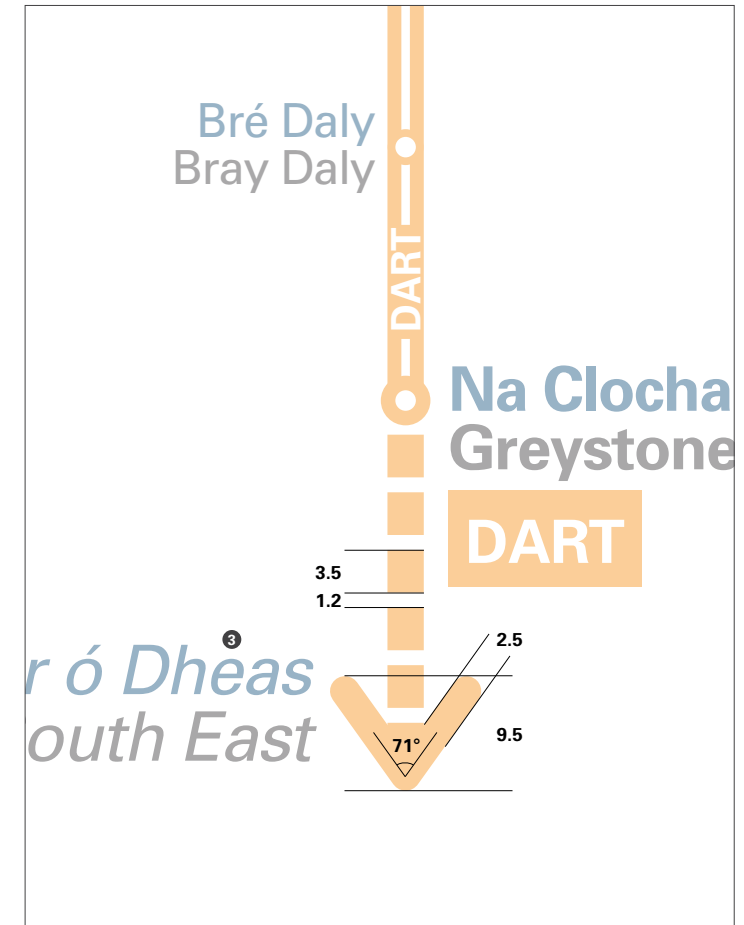 Bré Daly
Bray Daly
DART
Na Clocha
Greystone
DART
3.5
1.2
3
r ó Dheas
outh East
2.5
9.5
71°